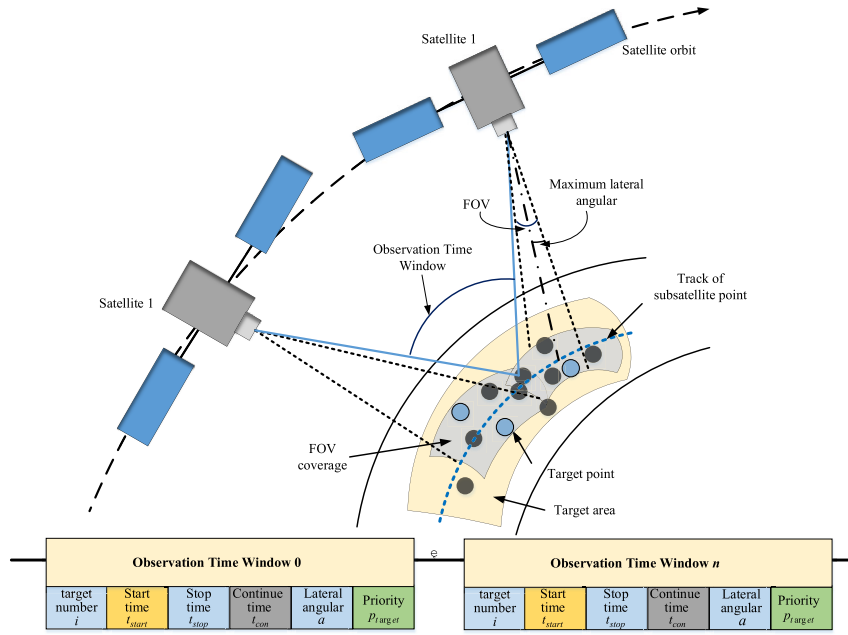 Satellite 1
Satellite orbit
Maximum lateral
angular
FOV
Observation Time
Window
Track of
subsatellite point
Satellite 1
FOV
coverage
Target point
Target area
Observation Time Window 0
e
Observation Time Window n
target
number
i
Start
time
tstart
Stop
time
tstop
Continue
time
tcon
Lateral
angular
a
Priority
ptarget
target
number
i
Start
time
tstart
Stop
time
tstop
Continue
time
tcon
Lateral
angular
a
Priority
ptarget